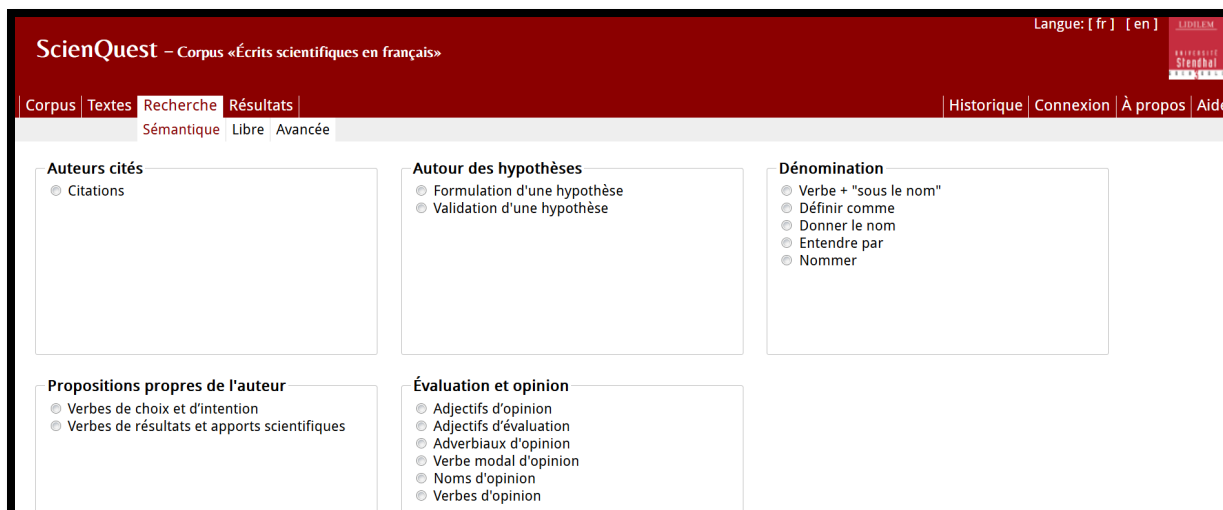 Langue: [ fr ] [ en ]
LIDILEM
ScienQuest – Corpus «Écrits scientifiques en français»
UNIVERSITÉ
Stendhal
Corpus Textes Recherche Résultats Historique Connexion À propos Aide
Sémantique Libre Avancée
Auteurs cités
Citations
Autour des hypothèses
Formulation d'une hypothèse
Validation d'une hypothèse
Dénomination
Verbe + "sous le nom"
Définir comme
Donner le nom
Entendre par
Nommer
Propositions propres de l'auteur
Verbes de choix et d’intention
Verbes de résultats et apports scientifiques
Évaluation et opinion
Adjectifs d’opinion
Adjectifs d’évaluation
Adverbiaux d'opinion
Verbe modal d'opinion
Noms d'opinion
Verbes d'opinion